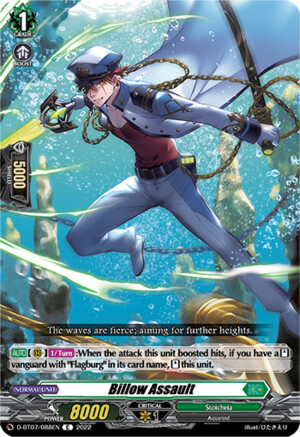 1
GRADE
BOOST
5000
SHIELD
The waves are fierce; aiming for further heights.
AUTO 1/Turn :When the attack this unit boosted hits, if you have a
vanguard with "Flagburg" in its card name, this unit.
NORMAL UNIT
Billow Assault
D-BT07/088EN C 2022
POWER 8000
CRITICAL 1
Stoicheia
Aquaroid
illust/ひたきえり